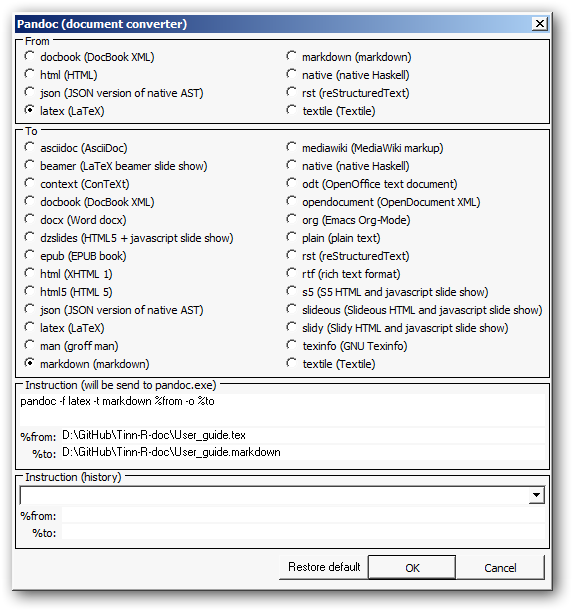 Pandoc (document converter)
From
docbook (DocBook XML)
html (HTML)
json (JSON version of native AST)
latex (LaTeX)
markdown (markdown)
native (native Haskell)
rst (reStructuredText)
textile (Textile)
To
asciidoc (AsciiDoc)
beamer (LaTeX beamer slide show)
context (ConTeXt)
docbook (DocBook XML)
docx (Word docx)
dzslides (HTML5 + javascript slide show)
epub (EPUB book)
html (XHTML 1)
html5 (HTML 5)
json (JSON version of native AST)
latex (LaTeX)
man (groff man)
markdown (markdown)
mediawiki (MediaWiki markup)
native (native Haskell)
odt (OpenOffice text document)
opendocument (OpenDocument XML)
org (Emacs Org-Mode)
plain (plain text)
rst (reStructuredText)
rtf (rich text format)
s5 (S5 HTML and javascript slide show)
slideous (Slideous HTML and javascript slide show)
slidy (Slidy HTML and javascript slide show)
texinfo (GNU Texinfo)
textile (Textile)
Instruction (will be send to pandoc.exe)
pandoc -f latex -t markdown %from -o %to
%from: D:\GitHub\Tinn-R-doc\User_guide.tex
%to: D:\GitHub\Tinn-R-doc\User_guide.markdown
Instruction (history)
%from:
%to:
Restore default OK Cancel